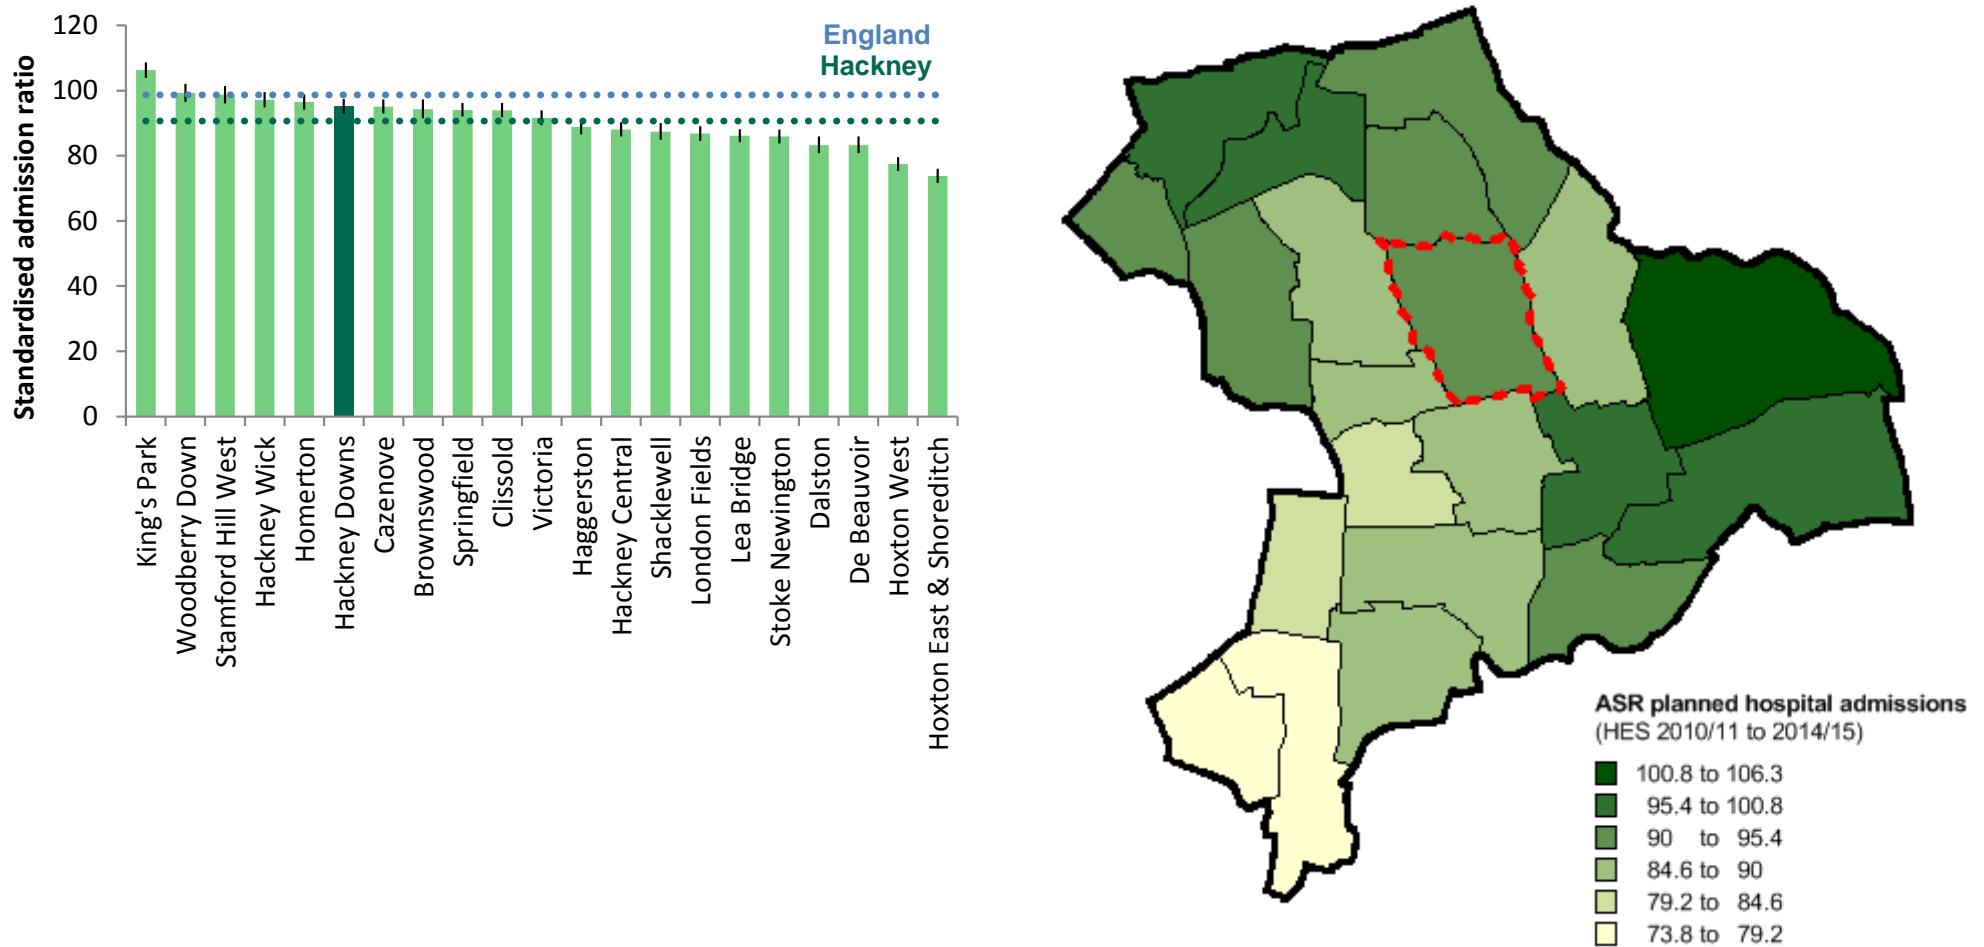 Standardised admission ratio
120
100
80
60
40
20
0
England
Hackney
King's Park
Woodberry Down
Stamford Hill West
Hackney Wick
Homerton
Hackney Downs
Cazenove
Brownswood
Springfield
Clissold
Victoria
Haggerston
Hackney Central
Shacklewell
London Fields
Lea Bridge
Stoke Newington
Dalston
De Beauvoir
Hoxton West
Hoxton East & Shoreditch
ASR planned hospital admissions
(HES 2010/11 to 2014/15)
100.8 to 106.3
95.4 to 100.8
90 to 95.4
84.6 to 90
79.2 to 84.6
73.8 to 79.2